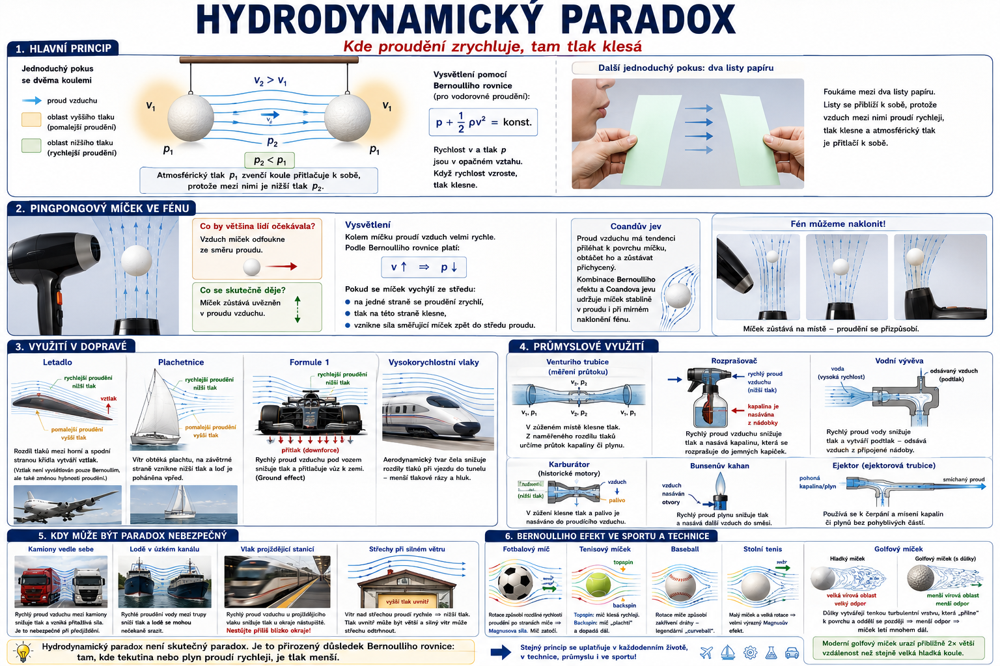 HYDRODYNAMICKÝ PARADOX
Kde proudění zrychluje, tam tlak klesá
1. HLAVNÍ PRINCIP
Jednoduchý pokus
se dvěma koulemi
proud vzduchu
oblast vyššího tlaku
(pomalejší proudění)
oblast nižšího tlaku
(rychlejší proudění)
v₂ > v₁
v₁
v₁
p₁
p₂
p₁
p₂ < p₁
Atmosférický tlak p₁ zvenčí koule přitlačuje k sobě,
protože mezi nimi je nižší tlak p₂.
Vysvětlení pomocí
Bernoulliho rovnice
(pro vodorovné proudění):
p + 1/2 ρv² = konst.
Rychlost v a tlak p
jsou v opačném vztahu.
Když rychlost vzroste,
tlak klesne.
Další jednoduchý pokus: dva listy papíru
Foukáme mezi dva listy papíru.
Listy se přiblíží k sobě, protože
vzduch mezi nimi proudí rychleji,
tlak klesne a atmosférický tlak
je přitlačí k sobě.
2. PINGPONGOVÝ MÍČEK VE FÉNU
Co by většina lidí očekávala?
Vzduch míček odfoukne
ze směru proudu.
Co se skutečně děje?
Míček zůstává uvězněn
v proudu vzduchu.
Vysvětlení
Kolem míčku proudí vzduch velmi rychle.
Podle Bernoulliho rovnice platí:
v ↑ ⇒ p ↓
Pokud se míček vychýlí ze středu:
● na jedné straně se proudění zrychlí,
● tlak na této straně klesne,
● vznikne síla směřující míček zpět do středu proudu.
Coandův jev
Proud vzduchu má tendenci
přiléhat k povrchu míčku,
obtáčet ho a zůstávat
přichycený.
Kombinace Bernoulliho
efektu a Coandova jevu
udržuje míček stabilně
v proudu i při mírném
naklonění fénu.
Fén můžeme naklonit!
Míček zůstává na místě – proudění se přizpůsobí.
3. VYUŽITÍ V DOPRAVĚ
Letadlo
rychlejší proudění
nižší tlak
vztlak
pomalejší proudění
vyšší tlak
Rozdíl tlaků mezi horní a spodní
stranou křídla vytváří vztlak.
(Vztlak není vysvětlován pouze Bernoullim,
ale také změnou hybnosti proudění.)
Plachetnice
rychlejší proudění
nižší tlak
pomalejší proudění
vyšší tlak
Vítr obtéká plachtu, na závětrné
straně vznikne nižší tlak a loď je
poháněna vpřed.
Formule 1
rychlejší proudění
nižší tlak
přítlak (downforce)
Rychlý proud vzduchu pod vozem
snižuje tlak a přitlačuje vůz k zemi.
(Ground effect)
Vysokorychlostní vlaky
Aerodynamický tvar čela snižuje
rozdíly tlaků při vjezdu do tunelu
– menší tlakové rázy a hluk.
4. PRŮMYSLOVÉ VYUŽITÍ
Venturiho trubice
(měření průtoku)
v₂, p₂
v₁, p₁
v₂, p₂
v₁, p₁
V zúženém místě klesne tlak.
Z naměřeného rozdílu tlaků
určíme průtok kapaliny či plynu.
Rozprašovač
rychlý proud
vzduchu
(nižší tlak)
kapalina je
nasávána
z nádobky
Rychlý proud vzduchu snižuje
tlak a nasává kapalinu, která se
rozprašuje do jemných kapiček.
Vodní vývěva
voda
(vysoká rychlost)
odsávaný vzduch
(podtlak)
Rychlý proud vody snižuje
tlak a vytváří podtlak – odsává
vzduch z připojené nádoby.
Karburátor
(historické motory)
(nižší tlak)
vzduch
palivo
V zúžení klesne tlak a palivo je
nasáváno do proudícího vzduchu.
Bunsenův kahan
vzduch
nasáván
otvory
Rychlý proud plynu snižuje tlak
a nasává další vzduch do směsi.
Ejektor (ejektorová trubice)
pohoná
kapalina/plyn
smíchaný proud
Používá se k čerpání a mísení kapalin
či plynů bez pohyblivých částí.
5. KDY MŮŽE BÝT PARADOX NEBEZPEČNÝ
Kamiony vedle sebe
Rychlý proud vzduchu mezi kamiony
snižuje tlak a vzniká přitažlivá síla.
Je to nebezpečné při předjíždění.
Lodě v úzkém kanálu
Rychlé proudění vody mezi trupy
sníží tlak a lodě se mohou
nečekaně srazit.
Vlak projíždějící stanicí
Rychlý proud vzduchu u projíždějícího
vlaku snižuje tlak u okraje nástupiště.
Nestůjte příliš blízko okraje!
Střechy při silném větru
vyšší tlak uvnitř
Vítr nad střechou proudí rychle ⇒ nižší tlak.
Tlak uvnitř může být větší a silný vítr může
střechu odtrhnout.
6. BERNOULLIHO EFEKT VE SPORTU A TECHNICE
Fotbalový míč
Rotace způsobí rozdílné rychlosti
proudění po stranách míče ⇒
Magnusova síla. Míč zatočí.
Tenisový míček
topspin
backspin
Topspin: míč klesá rychleji.
Backspin: míč „plachtí“
a dopadá dál.
Baseball
Rotace míče způsobí
zakřivení dráhy –
legendární „curveball“.
Stolní tenis
Malý míček a velká rotace ⇒
velmi výrazný Magnusův
efekt.
Golfový míček
Hladký míček
velká vírová oblast
velký odpor
Golfový míček (s důlky)
menší vírová oblast
menší odpor
Důlky vytvářejí tenkou turbulentní vrstvu, která „přilne“
k povrchu a oddělí se později ⇒ menší odpor ⇒
míček letí mnohem dál.
Hydrodynamický paradox není skutečný paradox. Je to přirozený důsledek Bernoulliho rovnice:
tam, kde tekutina nebo plyn proudí rychleji, je tlak menší.
Stejný princip se uplatňuje v každodenním životě,
v technice, průmyslu i ve sportu!
Moderní golfový míček urazí přibližně 2× větší
vzdálenost než stejně velká hladká koule.